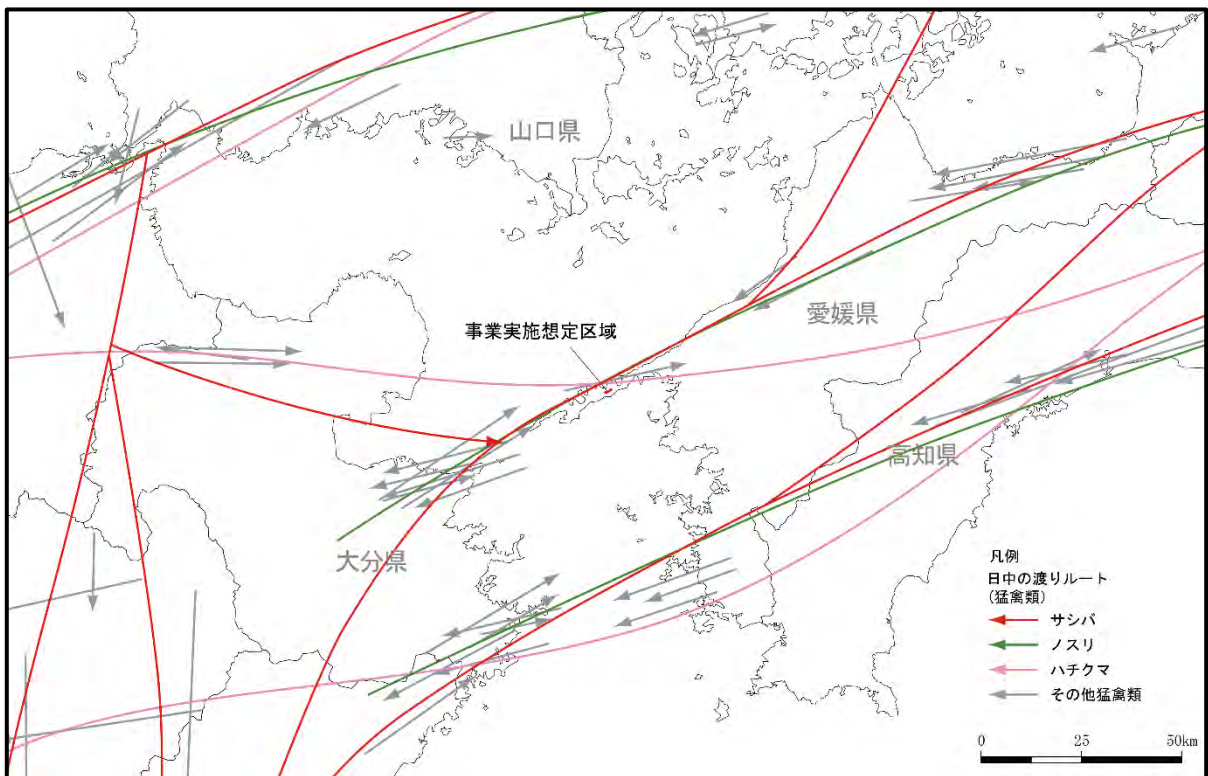 山口県
愛媛県
事業実施想定区域
高知県
大分県
凡例
日中の渡りルート
(猛禽類)
サシバ
ノスリ
ハチクマ
その他猛禽類
0 25 50km